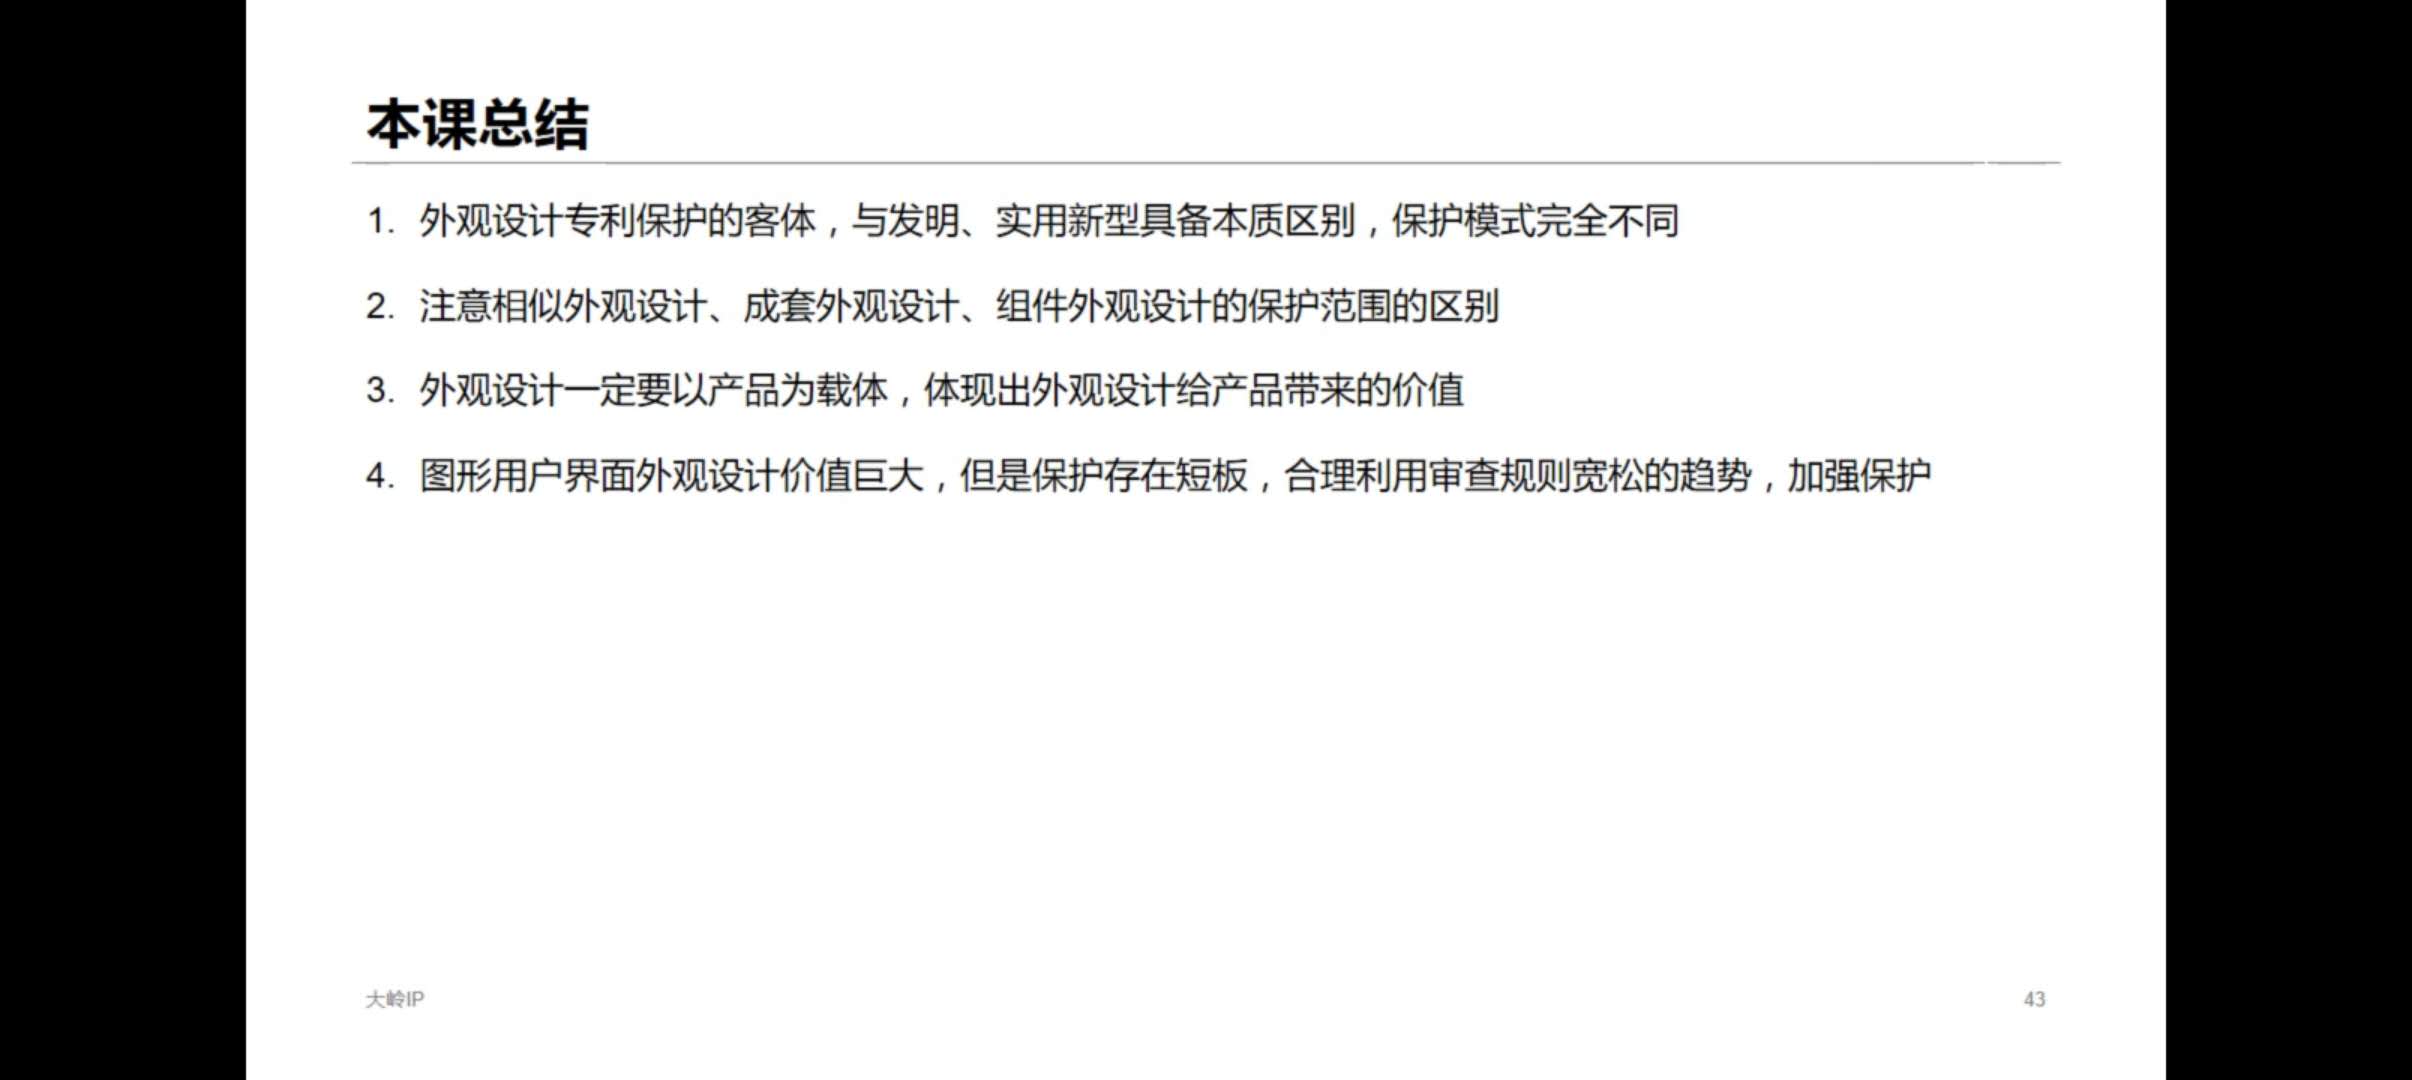 本课总结
1. 外观设计专利保护的客体，与发明、实用新型具备本质区别，保护模式完全不同
2. 注意相似外观设计、成套外观设计、组件外观设计的保护范围的区别
3. 外观设计一定要以产品为载体，体现出外观设计给产品带来的价值
4. 图形用户界面外观设计价值巨大，但是保护存在短板，合理利用审查规则宽松的趋势，加强保护
大岭IP
43